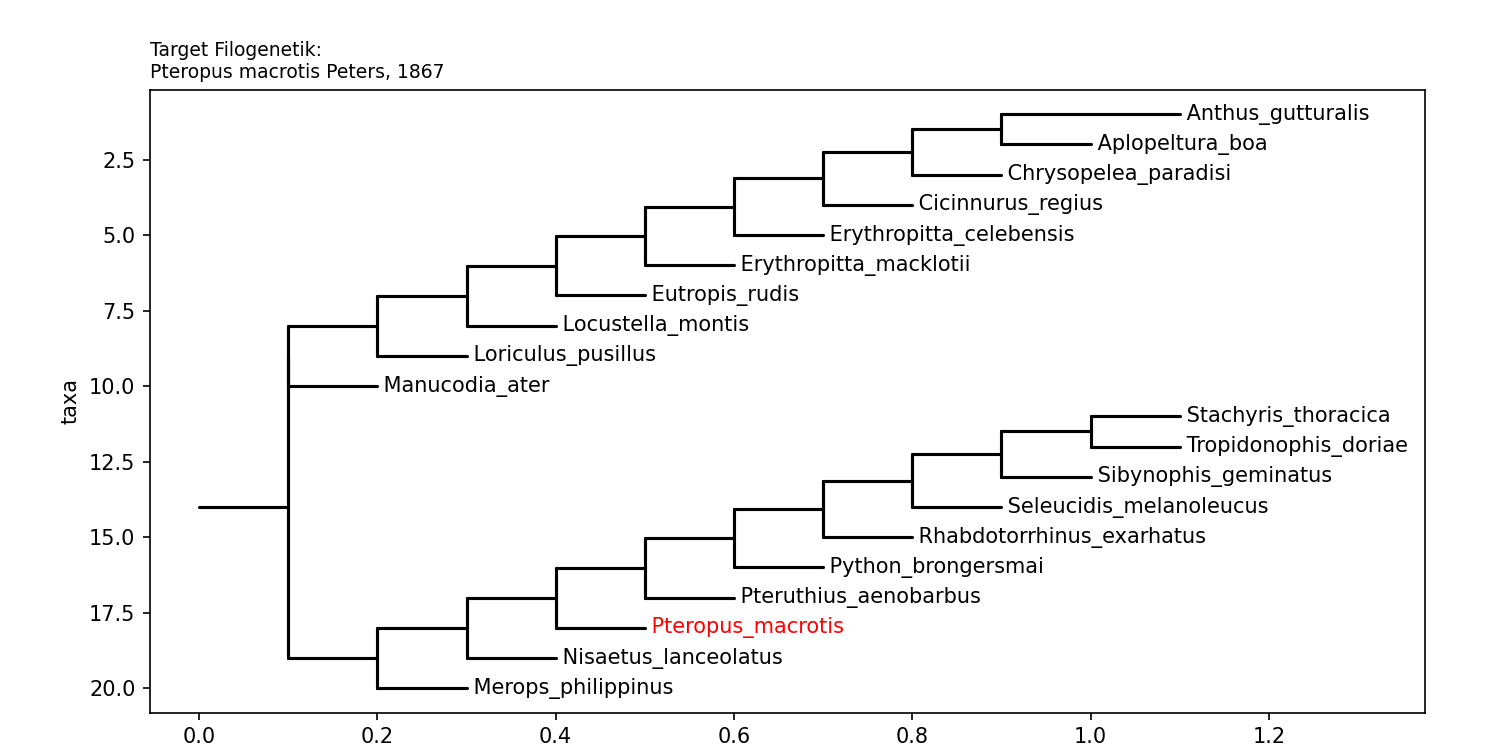 Target Filogenetik:
Pteropus macrotis Peters, 1867
Anthus_gutturalis
Aplopeltura_boa
2.5
Chrysopelea_paradisi
Cicinnurus_regius
5.0
Erythropitta_celebensis
Erythropitta_macklotii
Eutropis_rudis
7.5
Locustella_montis
Loriculus_pusillus
10.0
Manucodia_ater
taxa
Stachyris_thoracica
Tropidonophis_doriae
12.5
Sibynophis_geminatus
Seleucidis_melanoleucus
15.0
Rhabdotorrhinus_exarhatus
Python_brongersmai
Pteruthius_aenobarbus
17.5
Pteropus_macrotis
Nisaetus_lanceolatus
20.0
Merops_philippinus
0.0 0.2 0.4 0.6 0.8 1.0 1.2